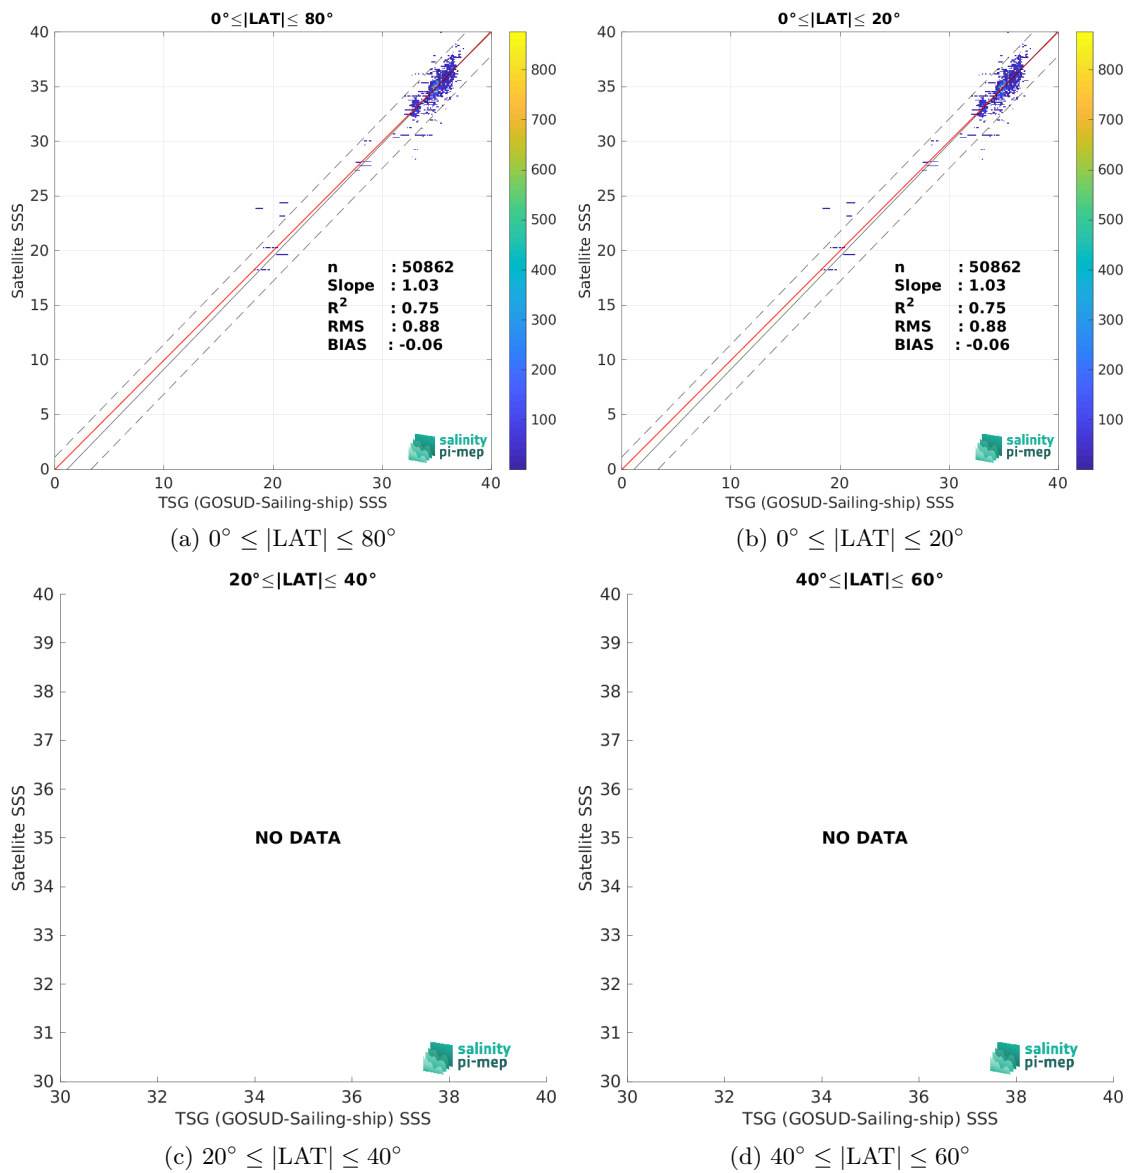 0°≤|LAT|≤ 80°
40
35
30
25
20
15
10
5
0
Satellite SSS
n : 50862
Slope : 1.03
R² : 0.75
RMS : 0.88
BIAS : -0.06
salinity
pi-mep
0 10 20 30 40
TSG (GOSUD-Sailing-ship) SSS
800
700
600
500
400
300
200
100
(a) 0° ≤ |LAT| ≤ 80°
0°≤|LAT|≤ 20°
40
35
30
25
20
15
10
5
0
Satellite SSS
n : 50862
Slope : 1.03
R² : 0.75
RMS : 0.88
BIAS : -0.06
salinity
pi-mep
0 10 20 30 40
TSG (GOSUD-Sailing-ship) SSS
800
700
600
500
400
300
200
100
(b) 0° ≤ |LAT| ≤ 20°
20°≤|LAT|≤ 40°
40
39
38
37
36
35
34
33
32
31
30
Satellite SSS
NO DATA
salinity
pi-mep
30 32 34 36 38 40
TSG (GOSUD-Sailing-ship) SSS
(c) 20° ≤ |LAT| ≤ 40°
40°≤|LAT|≤ 60°
40
39
38
37
36
35
34
33
32
31
30
Satellite SSS
NO DATA
salinity
pi-mep
30 32 34 36 38 40
TSG (GOSUD-Sailing-ship) SSS
(d) 40° ≤ |LAT| ≤ 60°